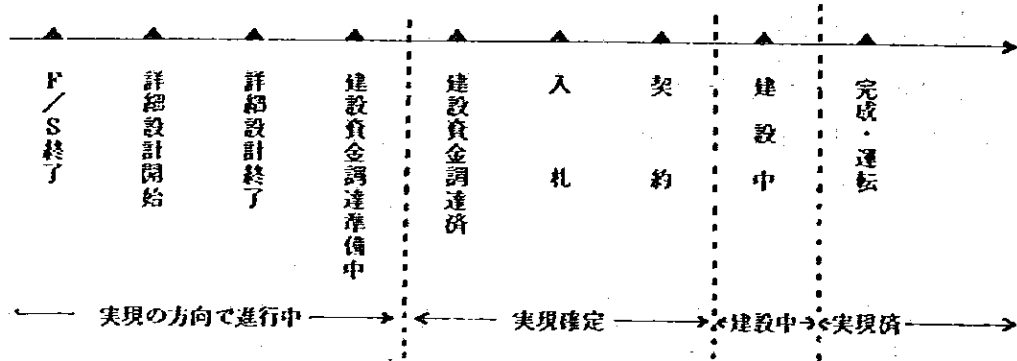 F/S終了
詳細設計開始
詳細設計終了
建設資金調達準備中
建設資金調達済
入札
契約
建設中
完成・運転
実現の方向で進行中
実現確定
建設中
実現済